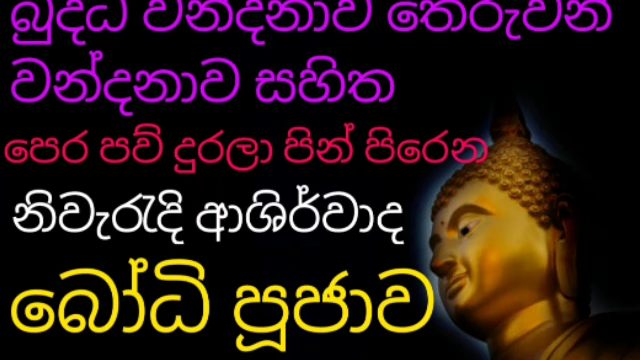 බුද්ධ වන්දනාව තෙරුවන්
වන්දනාව සහිත
පෙර පව් දුරලා පින් පිරෙන
නිවැරැදි ආශිර්වාද
බෝධි පූජාව